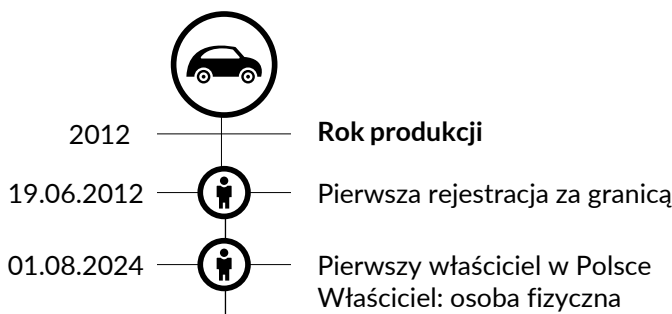 2012 Rok produkcji
19.06.2012 Pierwsza rejestracja za granicą
01.08.2024 Pierwszy właściciel w Polsce
Właściciel: osoba fizyczna